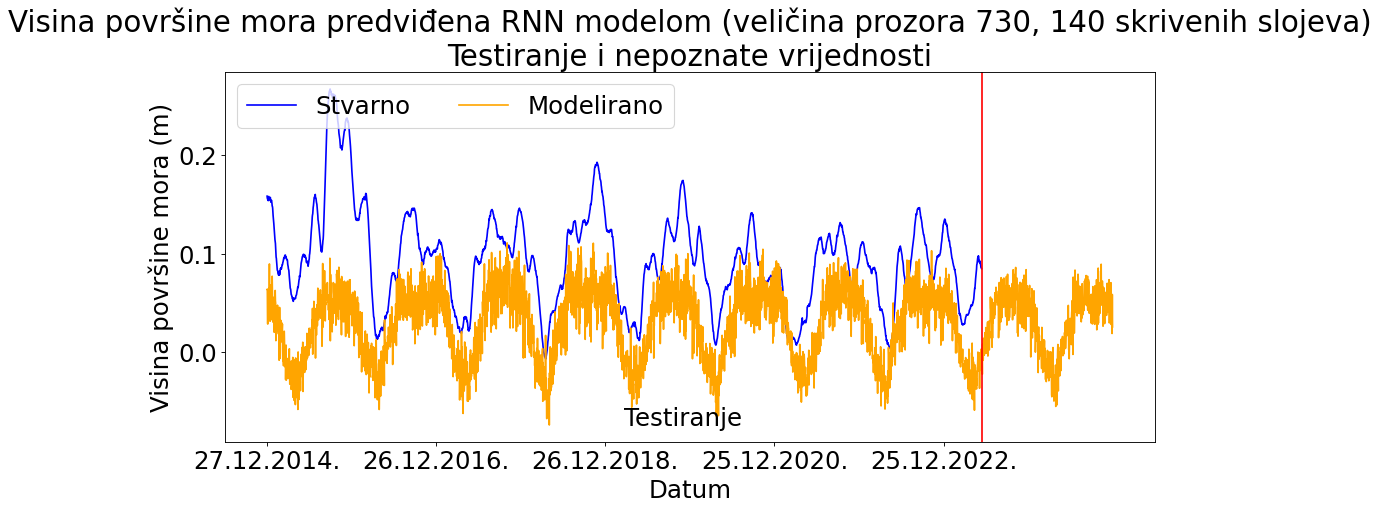 Visina površine mora predviđena RNN modelom (veličina prozora 730, 140 skrivenih slojeva)
Testiranje i nepoznate vrijednosti
Stvarno
Modelirano
Visina površine mora (m)
0.2
0.1
0.0
Testiranje
27.12.2014.
26.12.2016.
26.12.2018.
25.12.2020.
25.12.2022.
Datum